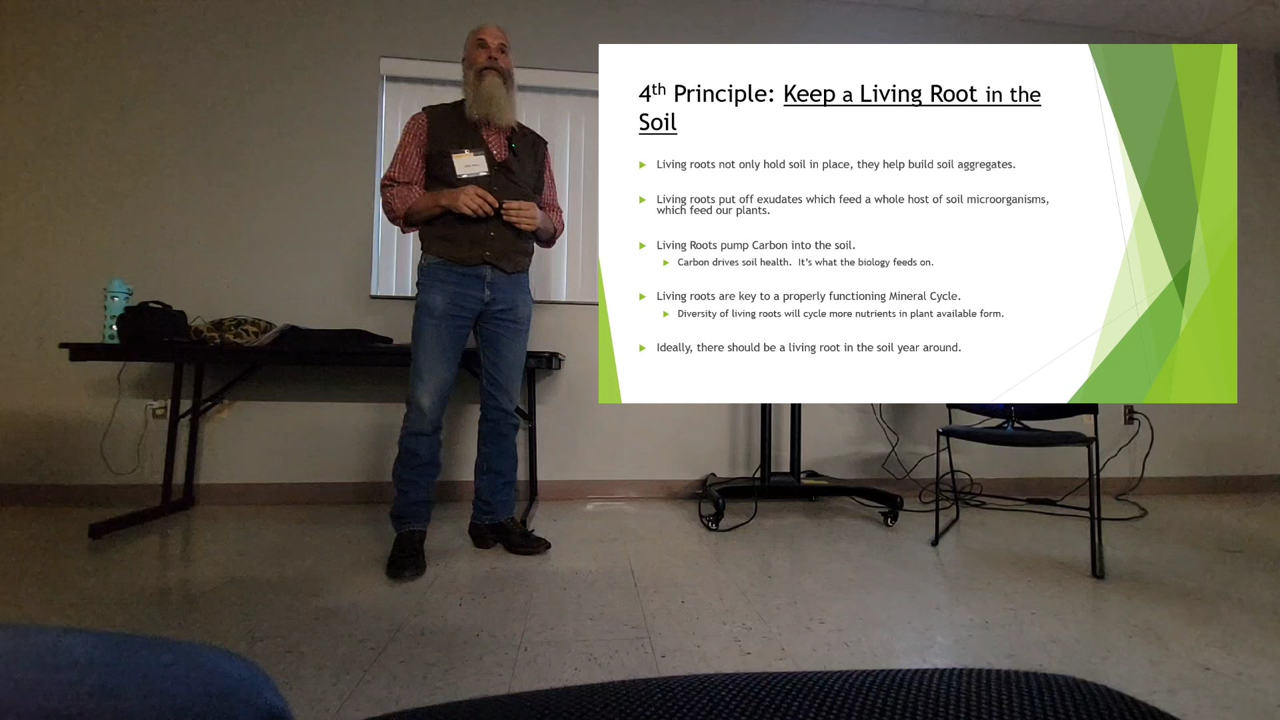 4th Principle: Keep a Living Root in the
Soil
Living roots not only hold soil in place, they help build soil aggregates.
Living roots put off exudates which feed a whole host of soil microorganisms,
which feed our plants.
Living Roots pump Carbon into the soil.
Carbon drives soil health. It's what the biology feeds on.
Living roots are key to a properly functioning Mineral Cycle.
Diversity of living roots will cycle more nutrients in plant available form.
Ideally, there should be a living root in the soil year around.